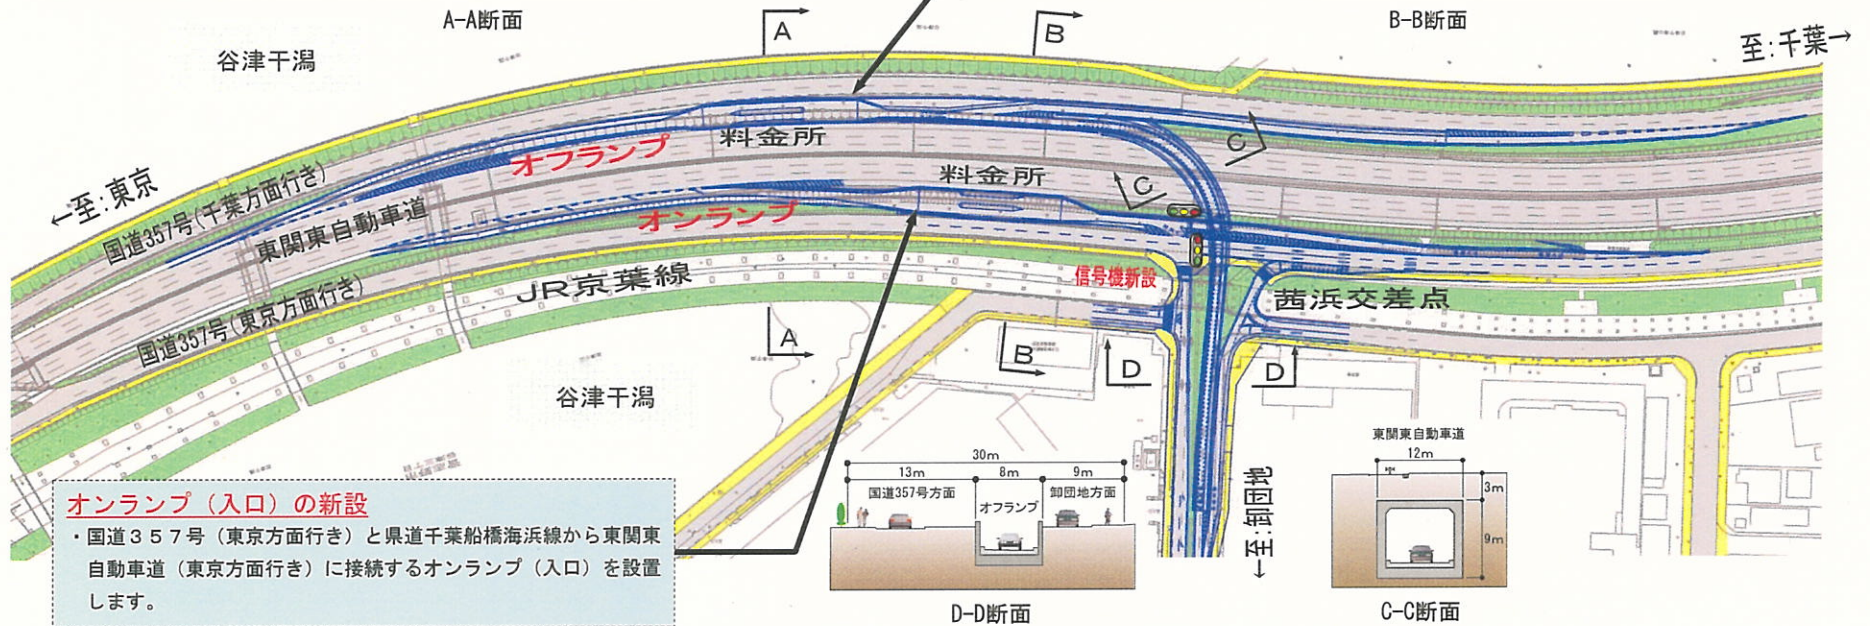 A-A断面
B-B断面
A
B
谷津干潟
至:千葉→
料金所
C
オフランプ
料金所
C
←至:東京
国道357号(千葉方面行き)
東関東自動車道
オンランプ
JR京葉線
信号機新設
茜浜交差点
国道357号(東京方面行き)
A
B
D
D
谷津干潟
オンランプ（入口）の新設
・国道３５７号（東京方面行き）と県道千葉船橋海浜線から東関東
自動車道（東京方面行き）に接続するオンランプ（入口）を設置
します。
30m
13m
8m
9m
国道357号方面
オフランプ
卸団地方面
D-D断面
←至:卸団地
東関東自動車道
12m
3m
9m
C-C断面